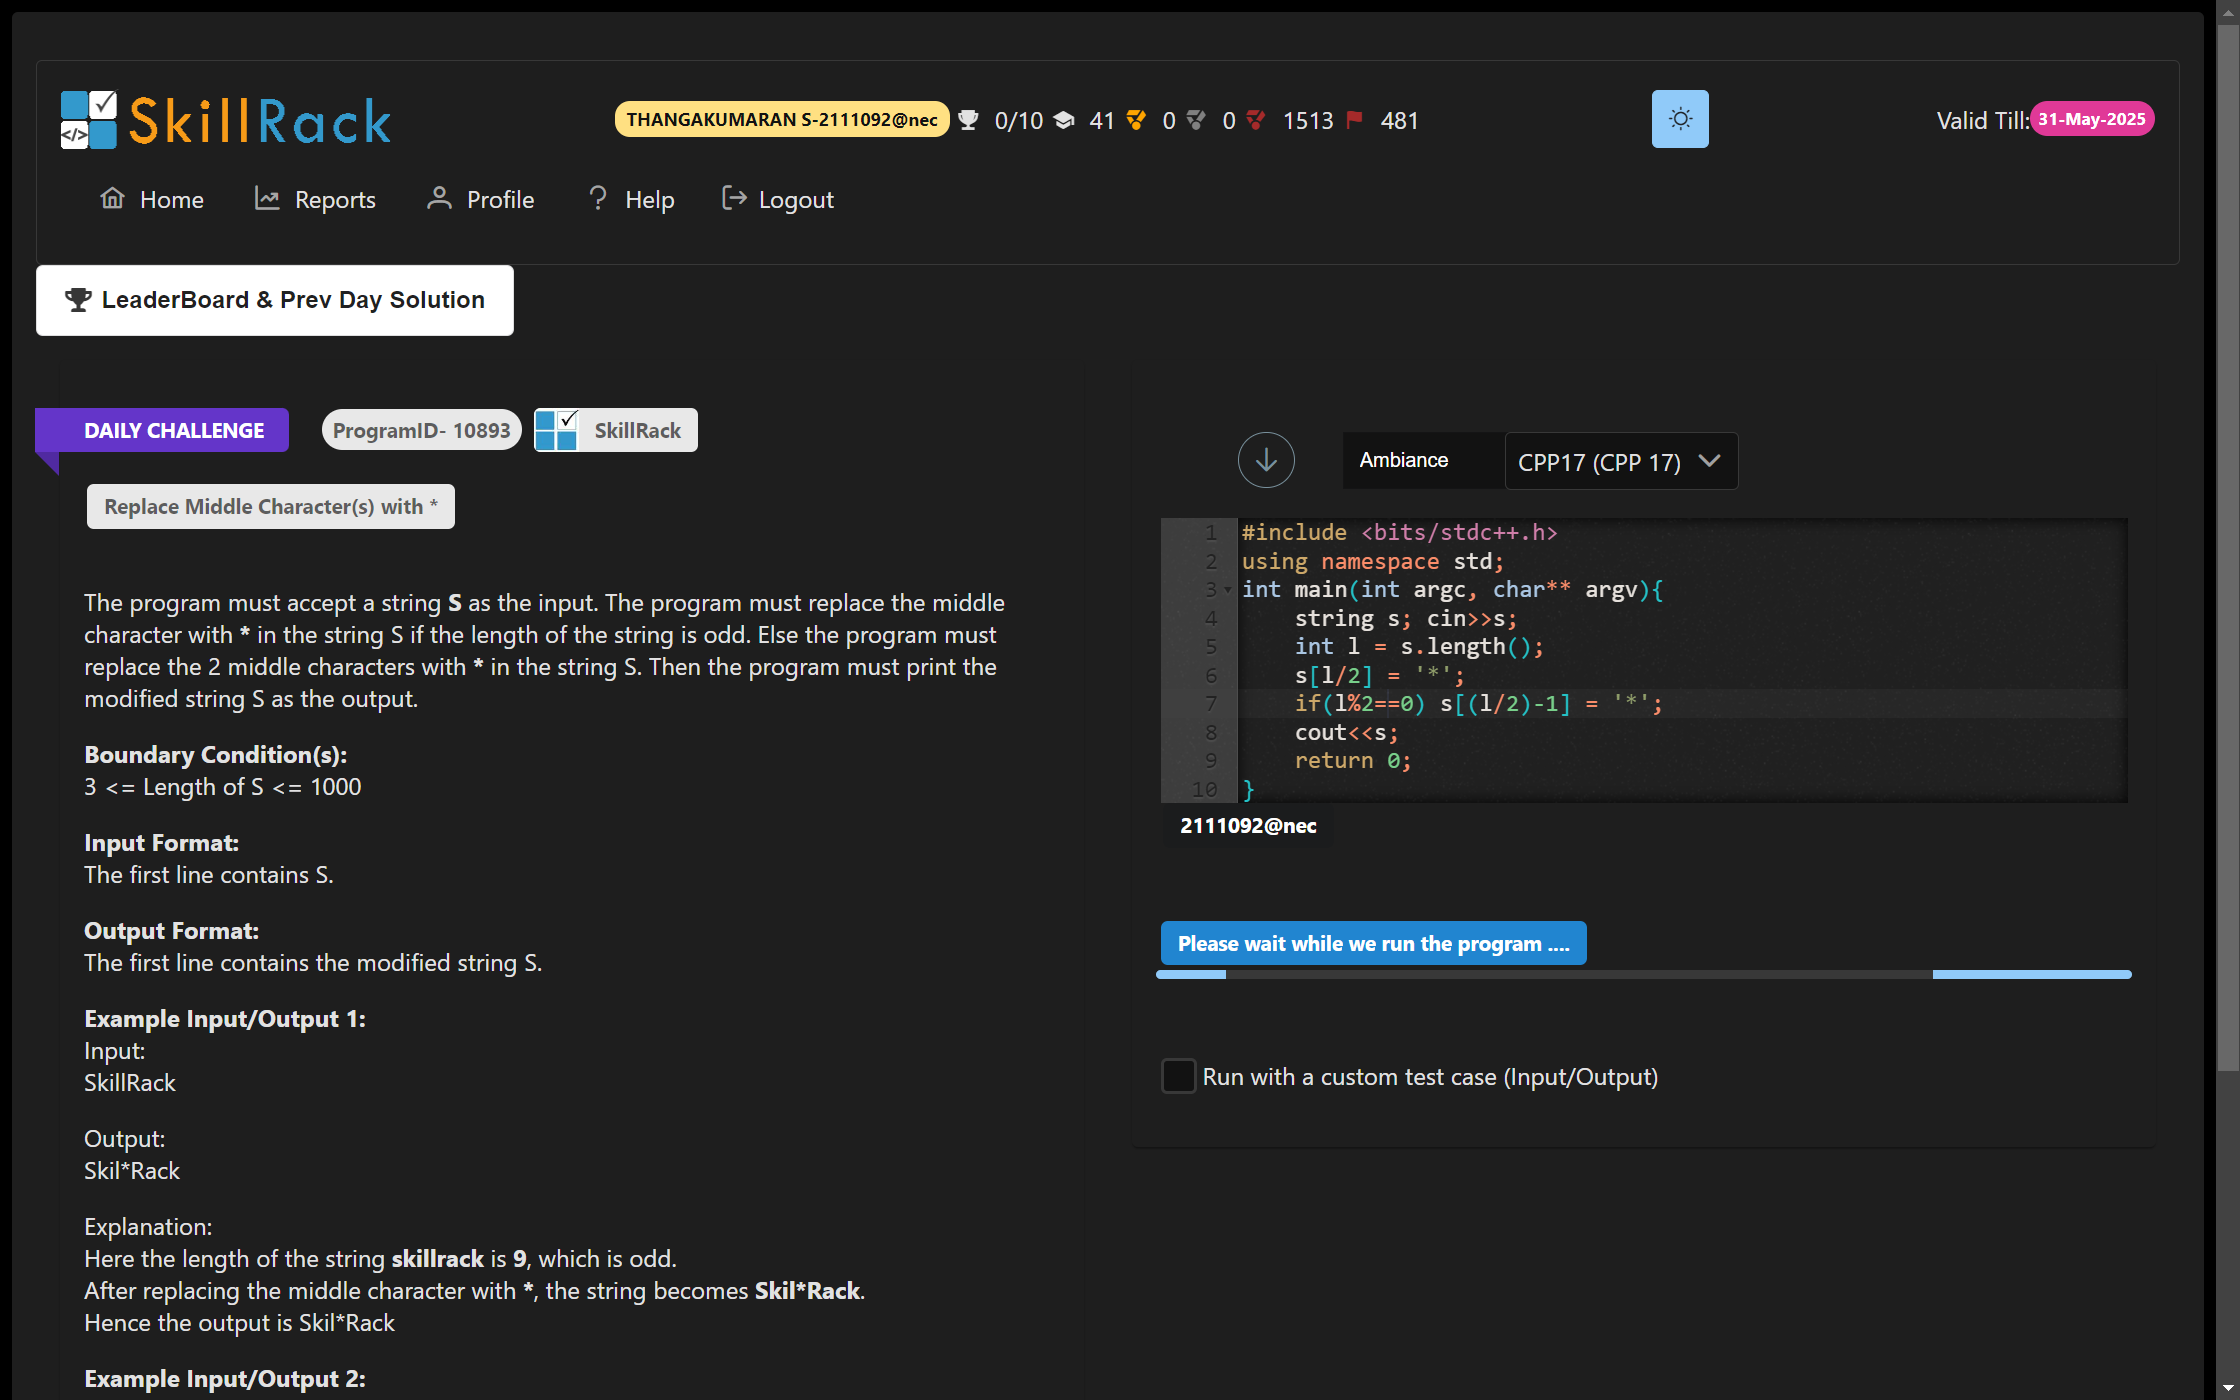 SkillRack
THANGAKUMARAN S-2111092@nec 0/10 41 0 0 1513 481
Valid Till: 31-May-2025
Home Reports Profile Help Logout
LeaderBoard & Prev Day Solution
DAILY CHALLENGE ProgramID- 10893 SkillRack
Replace Middle Character(s) with *
The program must accept a string S as the input. The program must replace the middle
character with * in the string S if the length of the string is odd. Else the program must
replace the 2 middle characters with * in the string S. Then the program must print the
modified string S as the output.
Boundary Condition(s):
3 <= Length of S <= 1000
Input Format:
The first line contains S.
Output Format:
The first line contains the modified string S.
Example Input/Output 1:
Input:
SkillRack
Output:
Skil*Rack
Explanation:
Here the length of the string skillrack is 9, which is odd.
After replacing the middle character with *, the string becomes Skil*Rack.
Hence the output is Skil*Rack
Example Input/Output 2:
Ambiance CPP17 (CPP 17)
1 #include <bits/stdc++.h>
2 using namespace std;
3 int main(int argc, char** argv){
4 string s; cin>>s;
5 int l = s.length();
6 s[l/2] = '*';
7 if(l%2==0) s[(l/2)-1] = '*';
8 cout<<s;
9 return 0;
10 }
2111092@nec
Please wait while we run the program ....
Run with a custom test case (Input/Output)